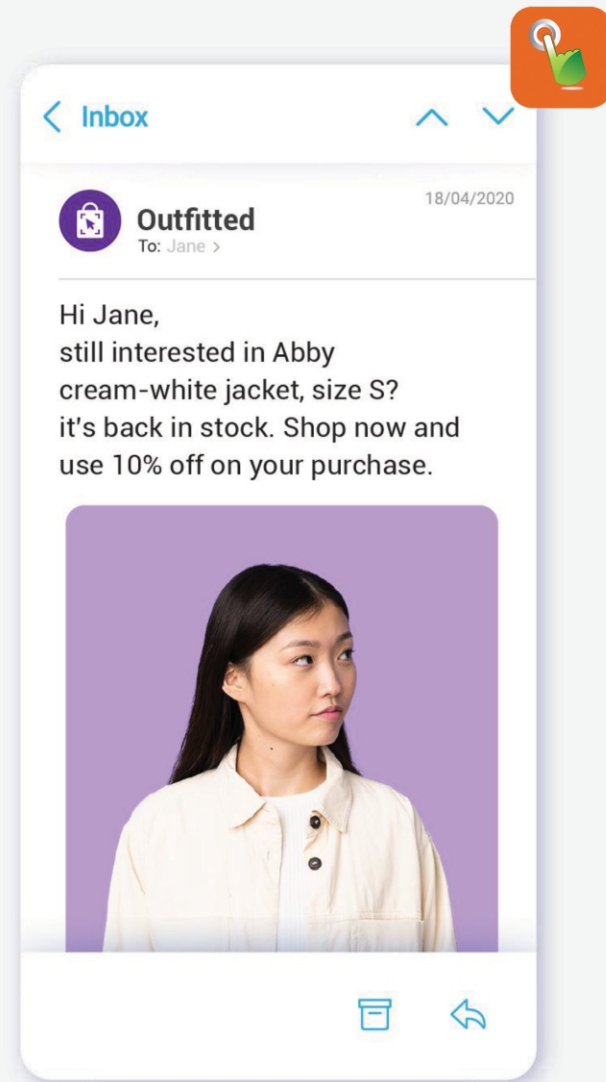 Inbox
18/04/2020
Outfitted
To: Jane >
Hi Jane,
still interested in Abby
cream-white jacket, size S?
it's back in stock. Shop now and
use 10% off on your purchase.